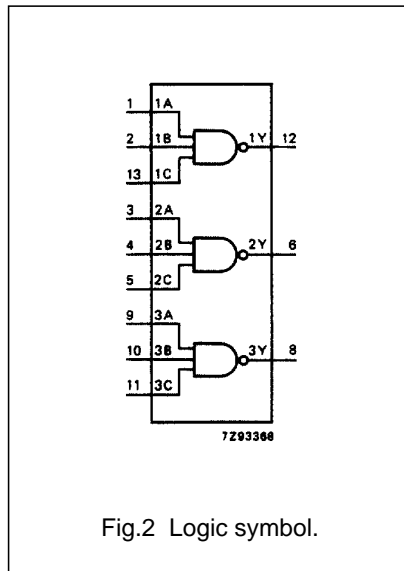 1 1A
2 1B 1Y 12
13 1C
3 2A
4 2B 2Y 6
5 2C
9 3A
10 3B 3Y 8
11 3C
7Z93368
Fig.2 Logic symbol.